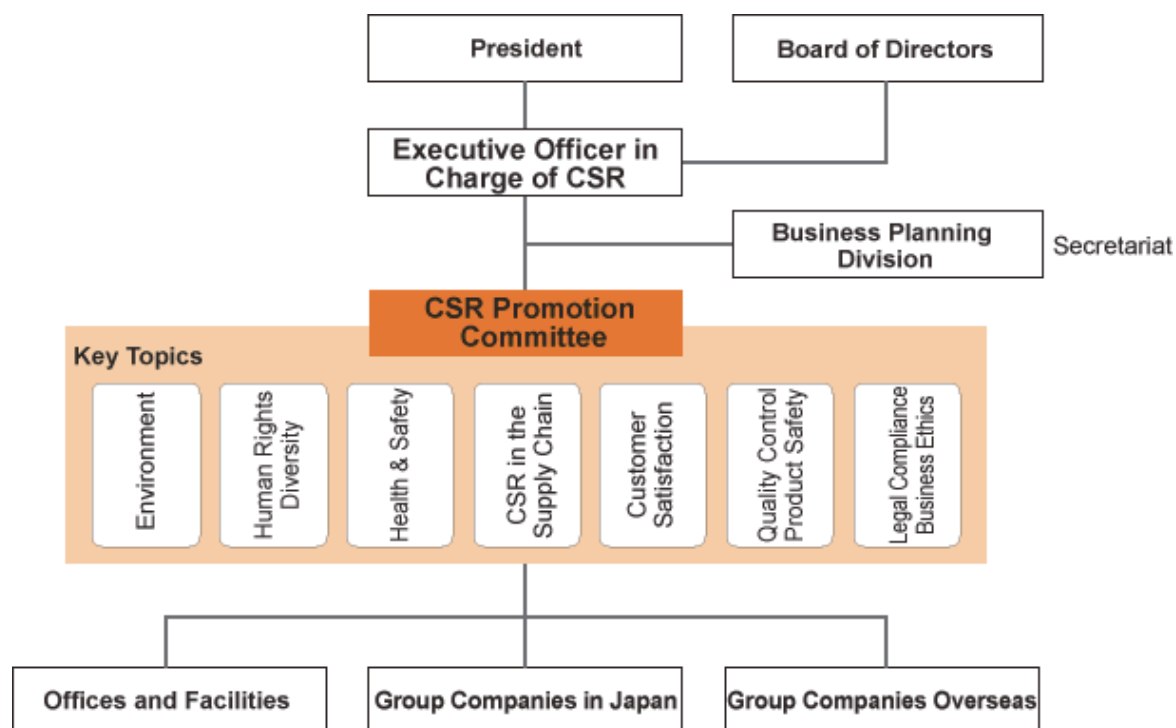 President
Board of Directors
Executive Officer in
Charge of CSR
Business Planning
Division
Secretariat
CSR Promotion
Committee
Key Topics
Environment
Human Rights
Diversity
Health & Safety
CSR in the
Supply Chain
Customer
Satisfaction
Quality Control
Product Safety
Legal Compliance
Business Ethics
Offices and Facilities
Group Companies in Japan
Group Companies Overseas